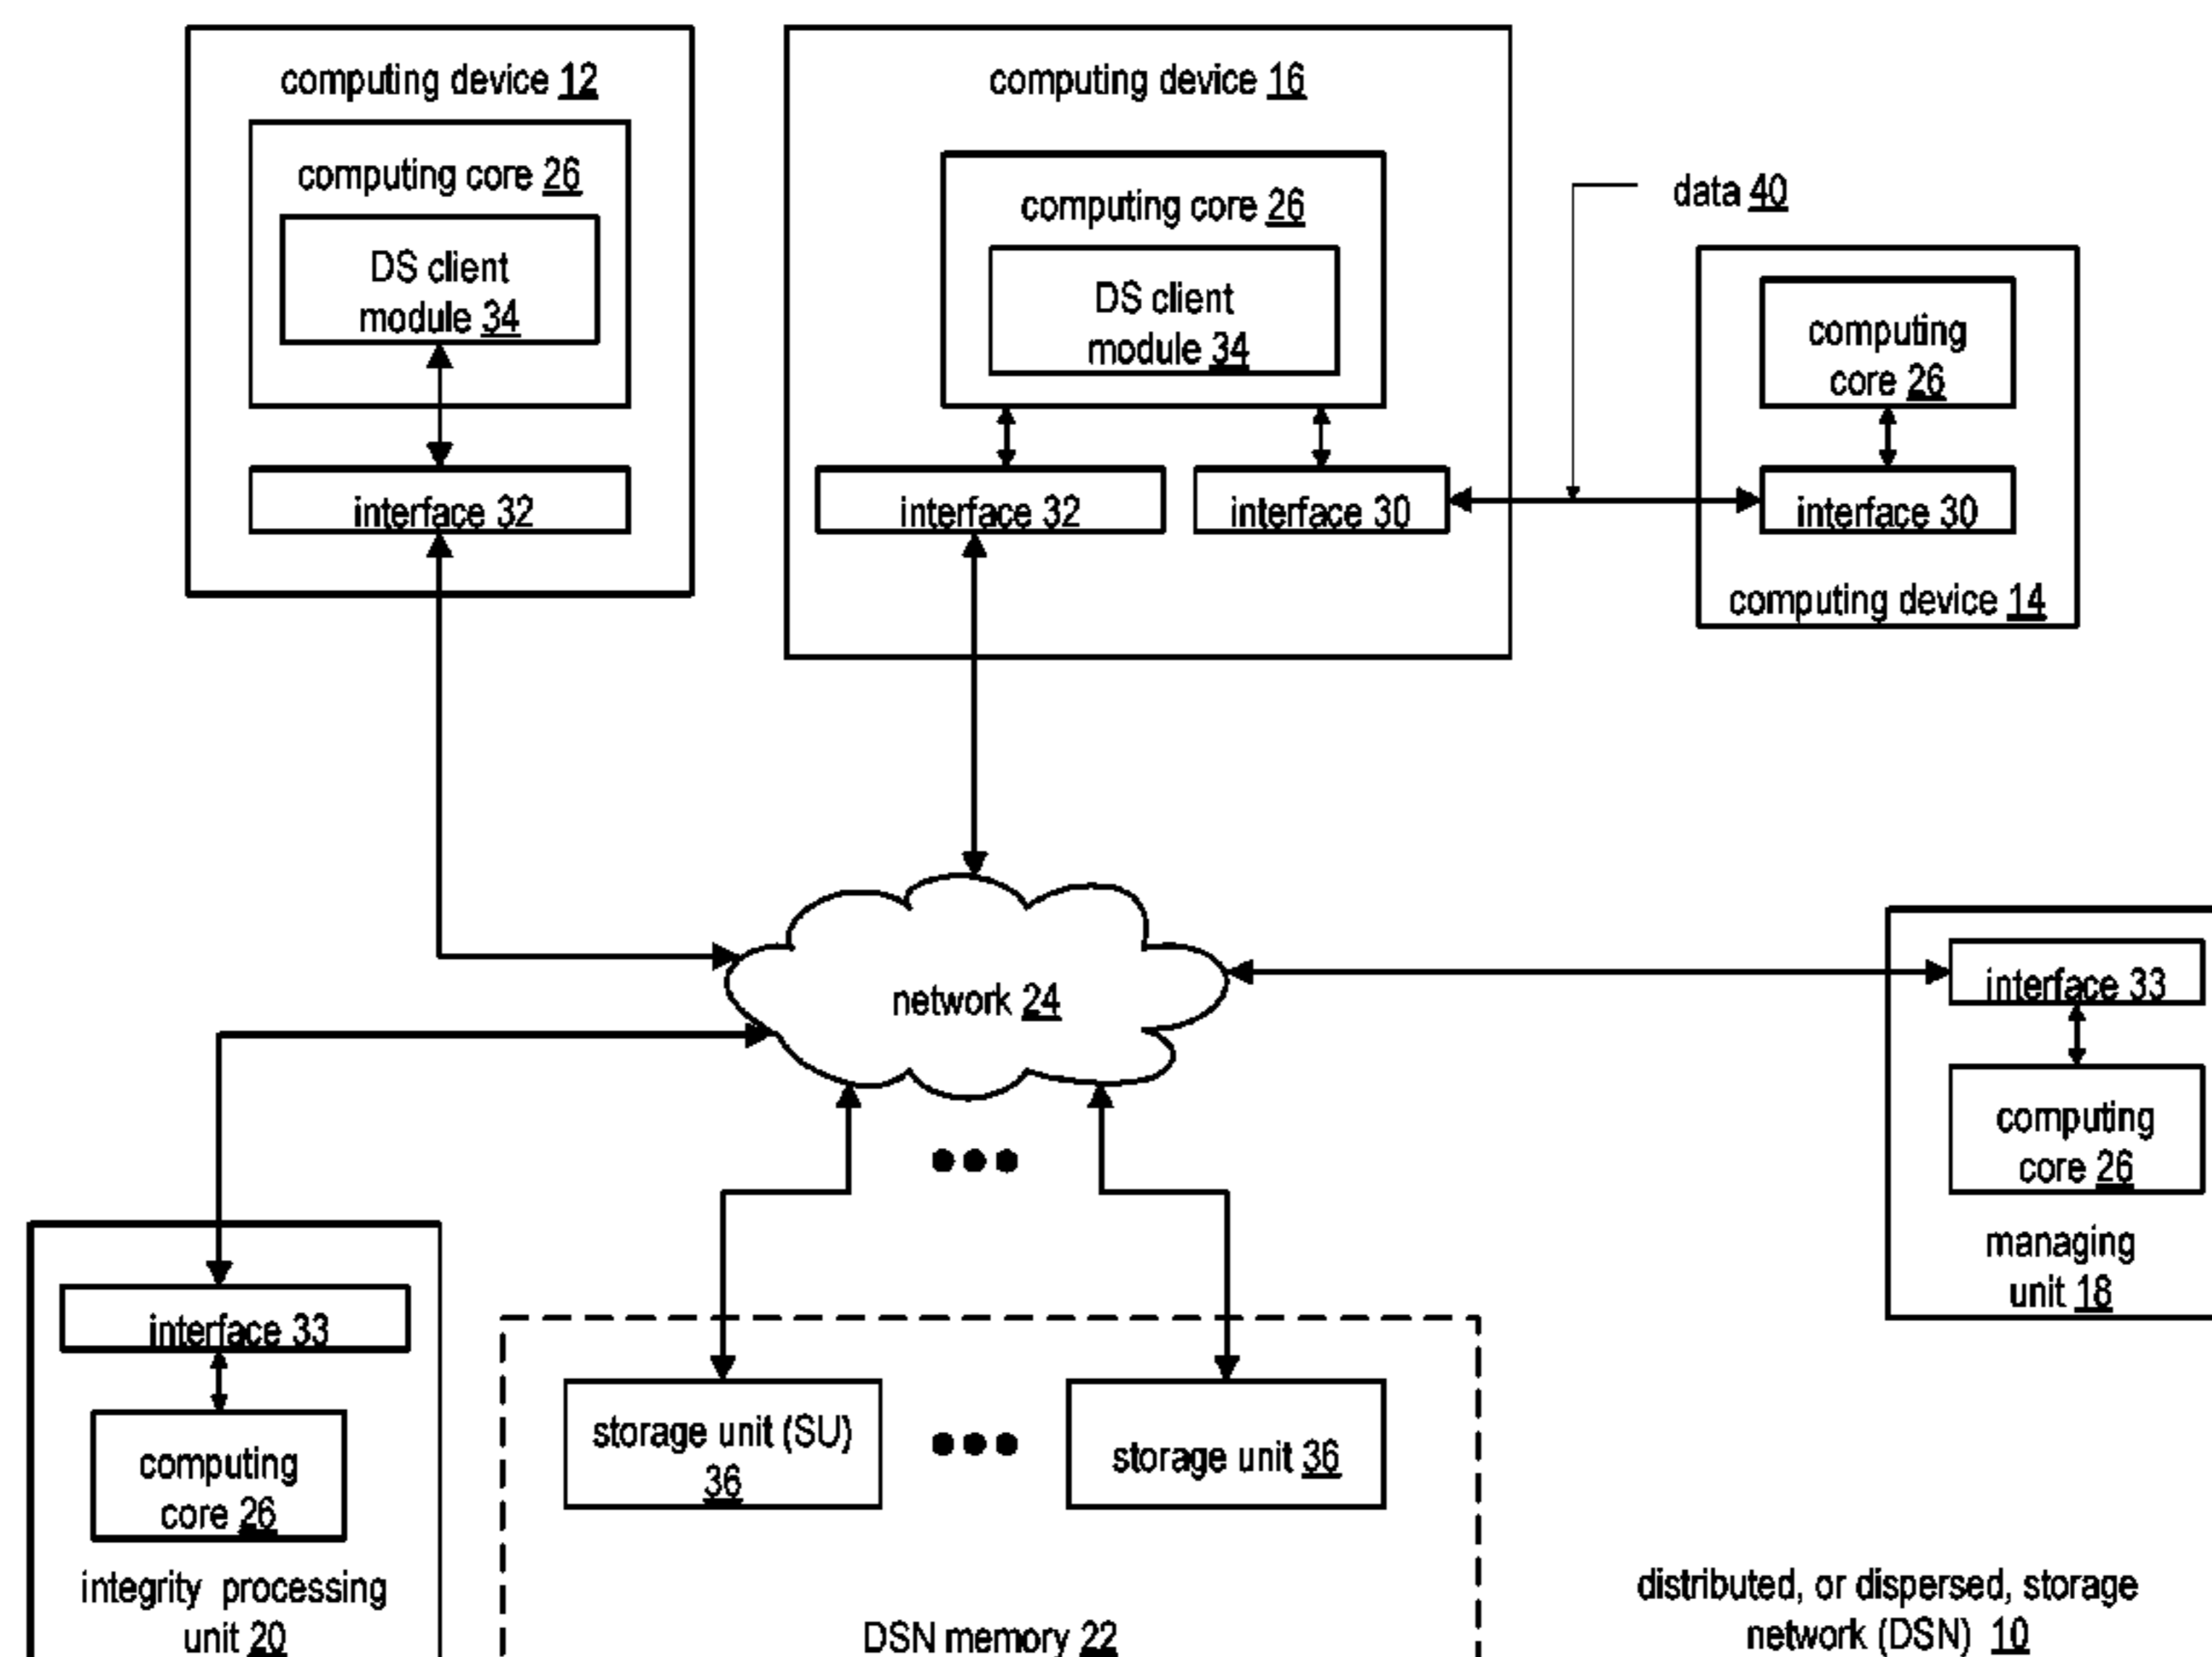 computing device 12
computing core 26
DS client
module 34
interface 32
computing device 16
computing core 26
DS client
module 34
interface 32
interface 30
data 40
computing
core 26
interface 30
computing device 14
network 24
interface 33
computing
core 26
managing
unit 18
interface 33
computing
core 26
integrity processing
unit 20
storage unit (SU)
36
storage unit 36
DSN memory 22
distributed, or dispersed, storage
network (DSN) 10